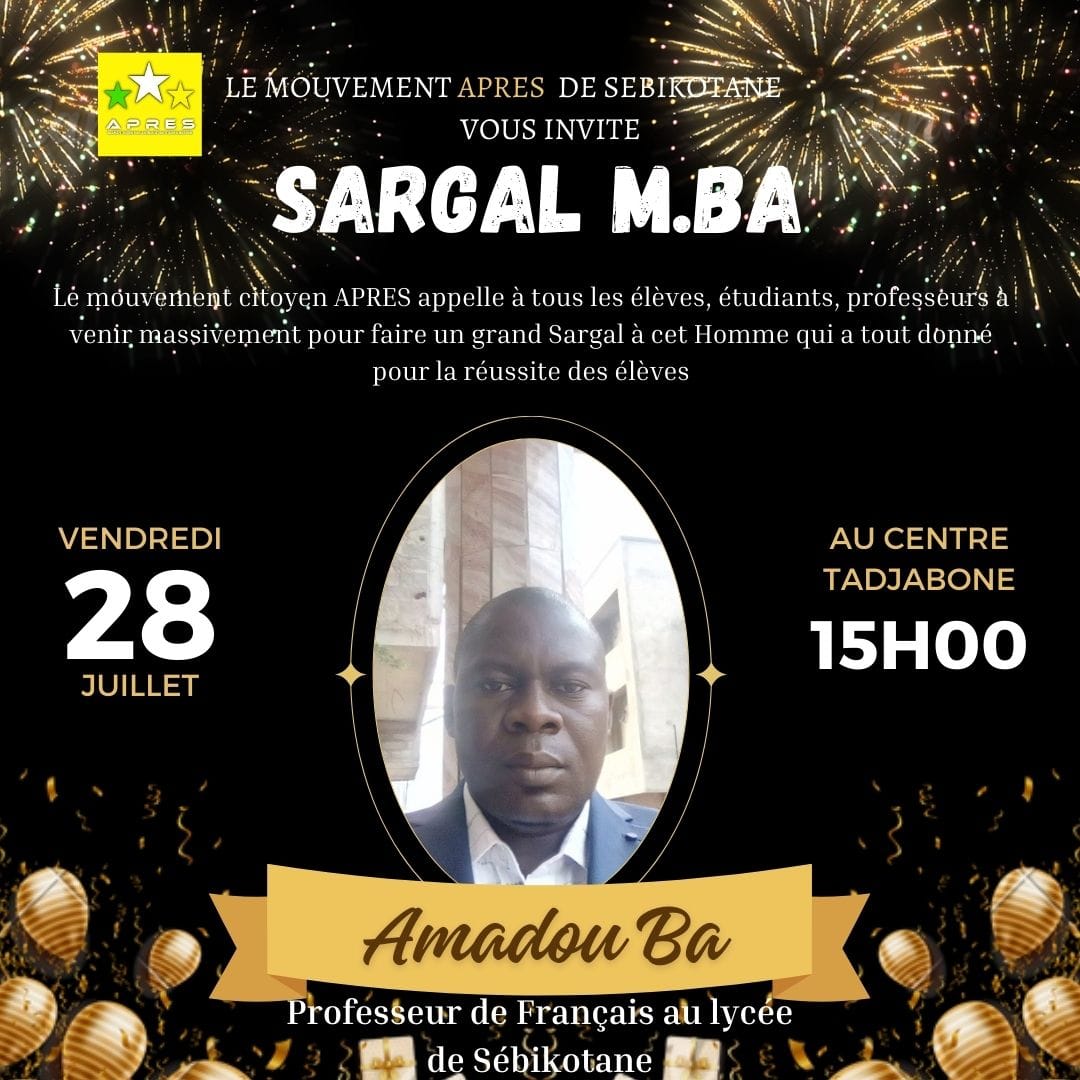 APRES
LE MOUVEMENT APRES DE SEBIKOTANE
VOUS INVITE
SARGAL M.BA
Le mouvement citoyen APRES appelle à tous les élèves, étudiants, professeurs à
venir massivement pour faire un grand Sargal à cet Homme qui a tout donné
pour la réussite des élèves
VENDREDI
28
JUILLET
AU CENTRE
TADJABONE
15H00
Amadou Ba
Professeur de Français au lycée
de Sébikotane